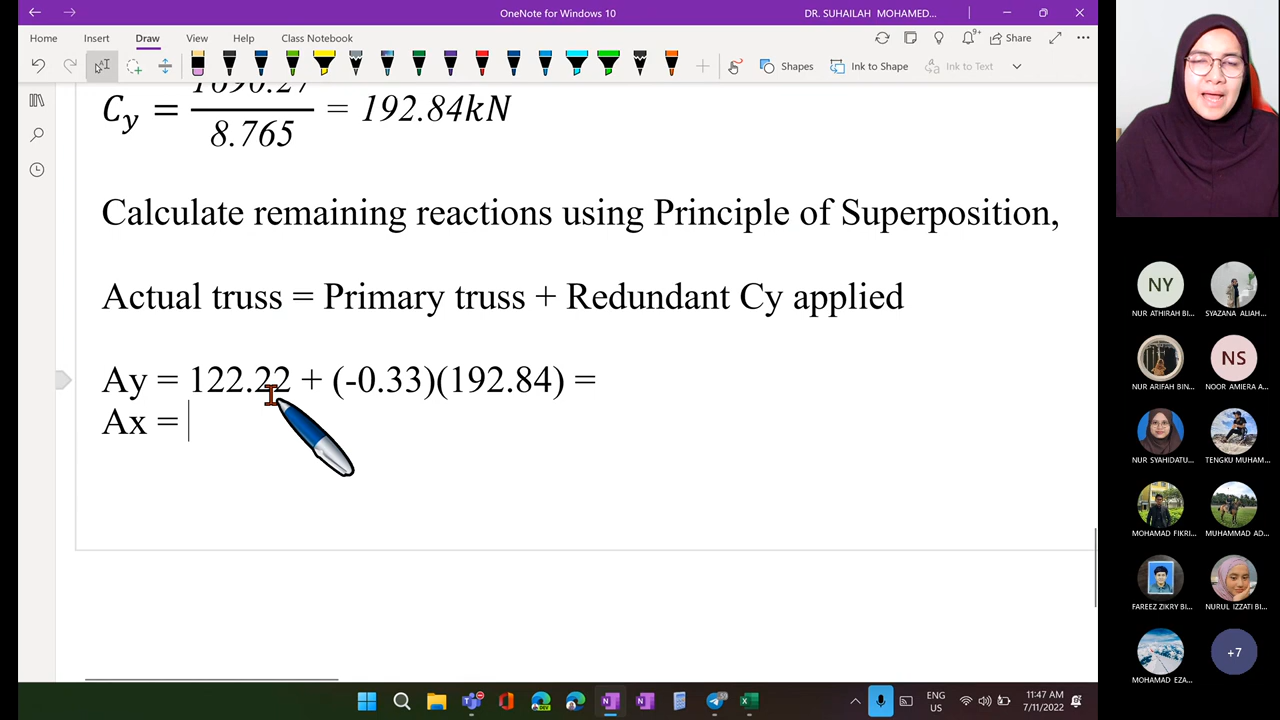 OneNote for Windows 10
DR. SUHAILAH MOHAMED...
Home Insert Draw View Help Class Notebook
9+ Share
Shapes Ink to Shape Ink to Text
Cy = 1690.27 / 8.765 = 192.84kN
Calculate remaining reactions using Principle of Superposition,
Actual truss = Primary truss + Redundant Cy applied
Ay = 122.22 + (-0.33)(192.84) =
Ax =
NY
NUR ATHIRAH BI...
SYAZANA ALIAH...
NUR ARIFAH BIN...
NS
NOOR AMIERA A...
NUR SYAHIDATU...
TENGKU MUHAM...
MOHAMAD FIKRI...
MUHAMMAD AD...
FAREEZ ZIKRY BI...
NURUL IZZATI BI...
MOHAMAD EZA...
+7
ENG
US
11:47 AM
7/11/2022